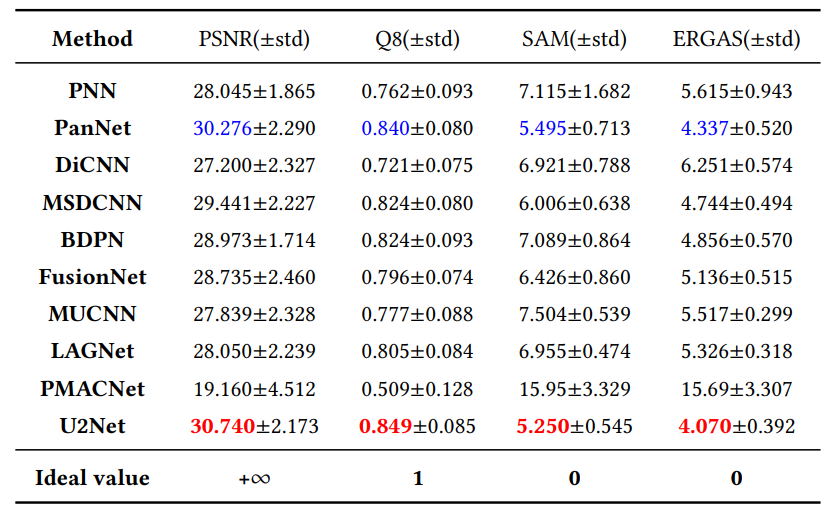 Method PSNR(±std) Q8(±std) SAM(±std) ERGAS(±std)
PNN 28.045±1.865 0.762±0.093 7.115±1.682 5.615±0.943
PanNet 30.276±2.290 0.840±0.080 5.495±0.713 4.337±0.520
DiCNN 27.200±2.327 0.721±0.075 6.921±0.788 6.251±0.574
MSDCNN 29.441±2.227 0.824±0.080 6.006±0.638 4.744±0.494
BDPN 28.973±1.714 0.824±0.093 7.089±0.864 4.856±0.570
FusionNet 28.735±2.460 0.796±0.074 6.426±0.860 5.136±0.515
MUCNN 27.839±2.328 0.777±0.088 7.504±0.539 5.517±0.299
LAGNet 28.050±2.239 0.805±0.084 6.955±0.474 5.326±0.318
PMACNet 19.160±4.512 0.509±0.128 15.95±3.329 15.69±3.307
U2Net 30.740±2.173 0.849±0.085 5.250±0.545 4.070±0.392
Ideal value +∞ 1 0 0